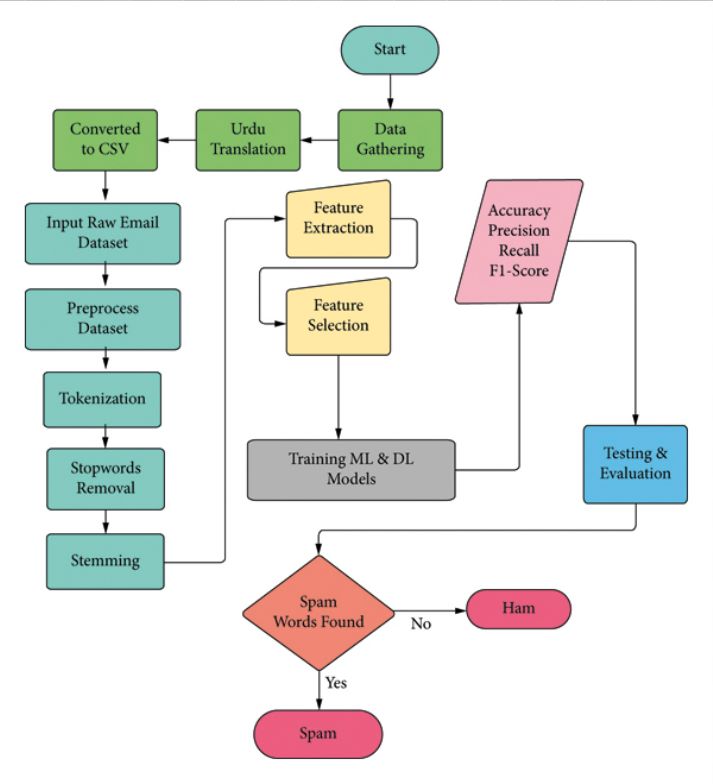 Start
Data
Gathering
Urdu
Translation
Converted
to CSV
Input Raw Email
Dataset
Preprocess
Dataset
Tokenization
Stopwords
Removal
Stemming
Feature
Extraction
Feature
Selection
Training ML & DL
Models
Accuracy
Precision
Recall
F1-Score
Testing &
Evaluation
Spam
Words Found
No
Ham
Yes
Spam